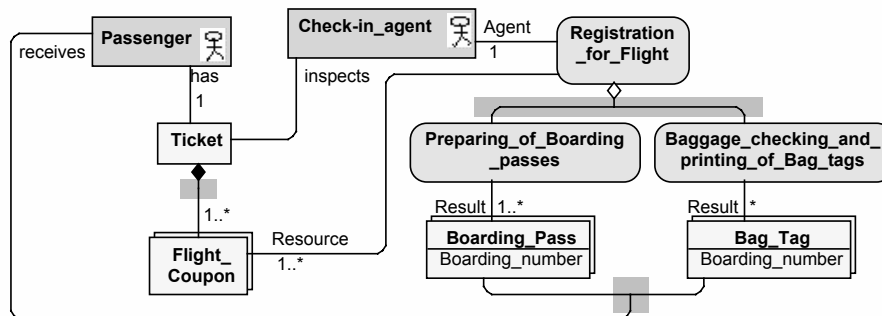 receives
Passenger
has
1
Check-in_agent
inspects
Agent
1
Registration
_for_Flight
Ticket
1..*
Flight_
Coupon
Resource
1..*
Preparing_of_Boarding
_passes
Baggage_checking_and_
printing_of_Bag_tags
Result 1..*
Boarding_Pass
Boarding_number
Result *
Bag_Tag
Boarding_number